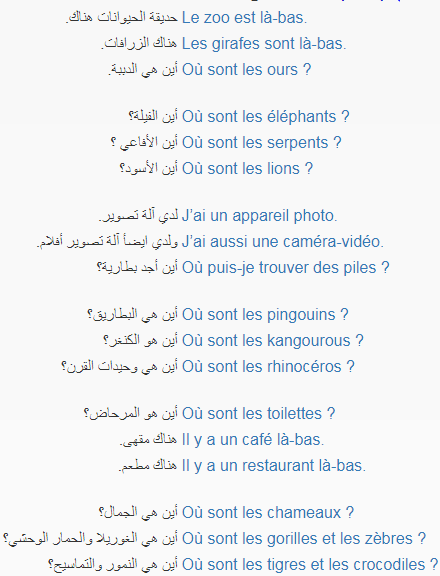 حديقة الحيوانات هناك. Le zoo est là-bas.
هناك الزرافات. Les girafes sont là-bas.
أين هي الدببة. Où sont les ours ?
أين الفيلة؟ Où sont les éléphants ?
أين الأفاعي ؟ Où sont les serpents ?
أين الأسود؟ Où sont les lions ?
لدي آلة تصوير. J’ai un appareil photo.
ولدي ايضأ آلة تصوير أفلام. J’ai aussi une caméra-vidéo.
أين أجد بطارية؟ Où puis-je trouver des piles ?
أين هي البطاريق؟ Où sont les pingouins ?
أين هو الكنغر؟ Où sont les kangourous ?
أين هي وحيدات القرن؟ Où sont les rhinocéros ?
أين هو المرحاض؟ Où sont les toilettes ?
هناك مقهى. Il y a un café là-bas.
هناك مطعم. Il y a un restaurant là-bas.
أين هي الجمال؟ Où sont les chameaux ?
أين هي الغوريلا والحمار الوحشي؟ Où sont les gorilles et les zèbres ?
أين هي النمور والتماسيح؟ Où sont les tigres et les crocodiles ?